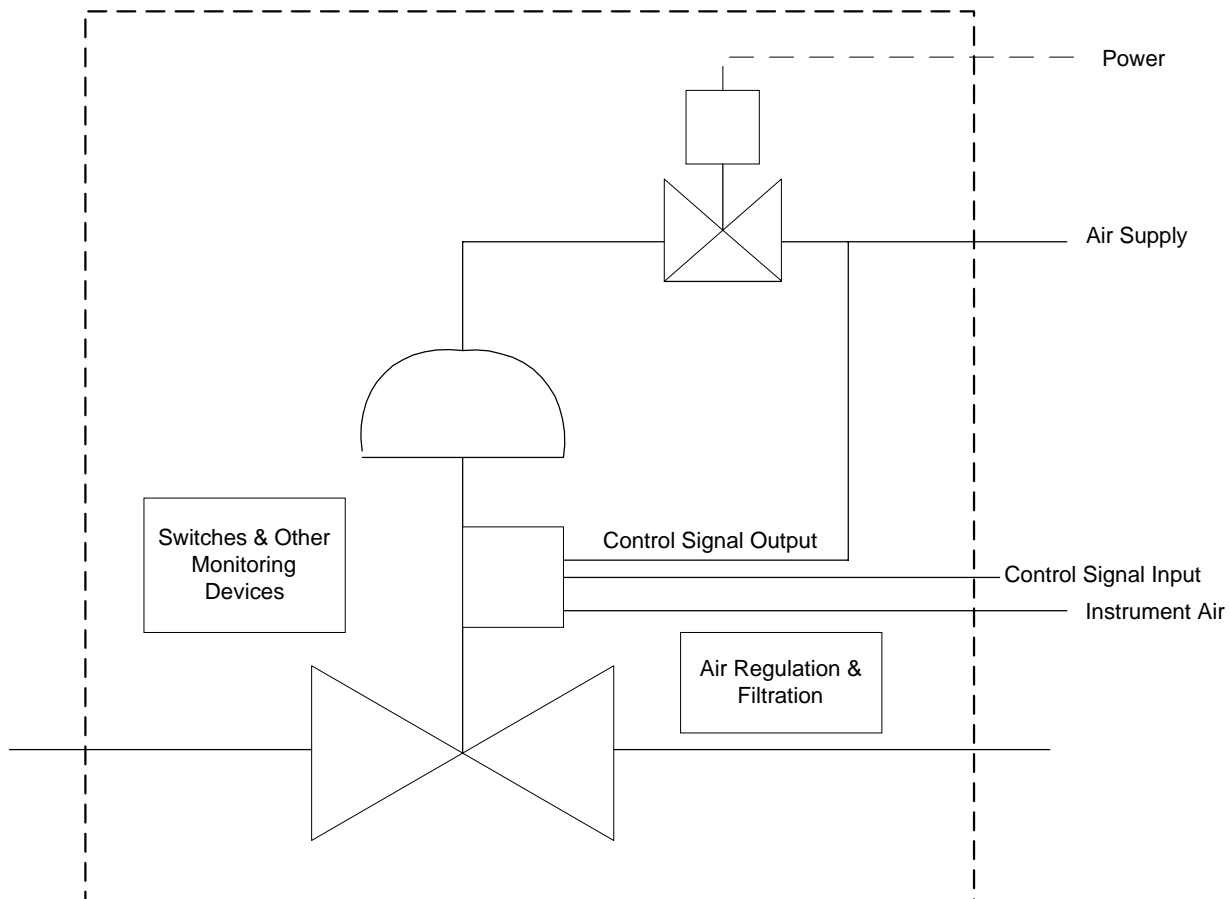 Power
Air Supply
Switches & Other
Monitoring
Devices
Control Signal Output
Control Signal Input
Instrument Air
Air Regulation &
Filtration